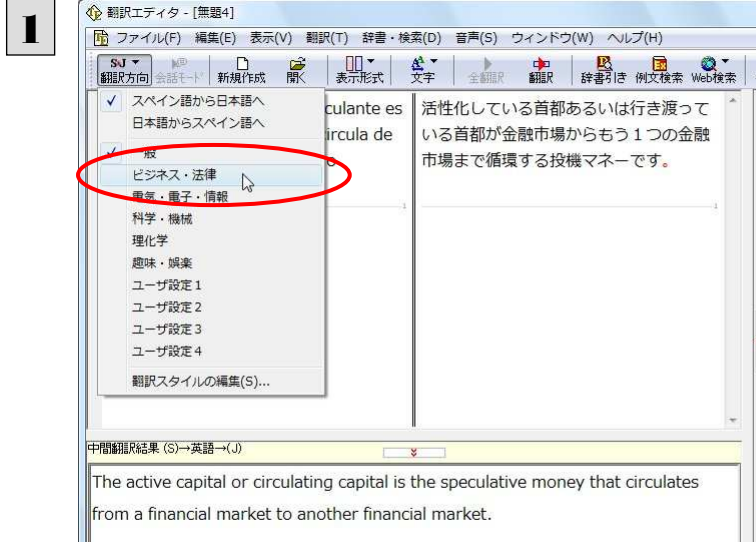 1
翻訳エディタ - [無題4]
ファイル(F) 編集(E) 表示(V) 翻訳(T) 辞書・検索(D) 音声(S) ウィンドウ(W) ヘルプ(H)
SJ
翻訳方向 会話モード 新規作成 開く 表示形式 文字 全翻訳 翻訳 辞書引き 例文検索 Web検索
スペイン語から日本語へ
日本語からスペイン語へ
一般
ビジネス・法律
電気・電子・情報
科学・機械
理化学
趣味・娯楽
ユーザ設定1
ユーザ設定2
ユーザ設定3
ユーザ設定4
翻訳スタイルの編集(S)...
culante es
ircula de
o
1
活性化している首都あるいは行き渡って
いる首都が金融市場からもう1つの金融
市場まで循環する投機マネーです。
1
中間翻訳結果 (S)→英語→(J)
The active capital or circulating capital is the speculative money that circulates
from a financial market to another financial market.